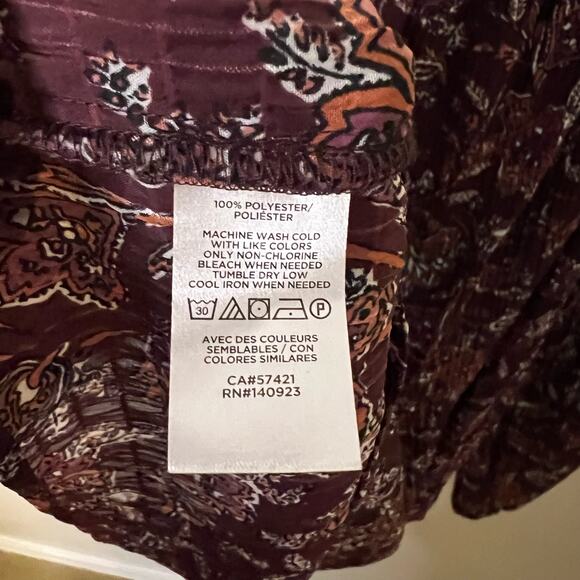 100% POLYESTER/
POLIÉSTER
MACHINE WASH COLD
WITH LIKE COLORS
ONLY NON-CHLORINE
BLEACH WHEN NEEDED
TUMBLE DRY LOW
COOL IRON WHEN NEEDED
30 P
AVEC DES COULEURS
SEMBLABLES / CON
COLORES SIMILARES
CA#57421
RN#140923